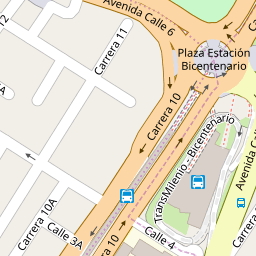 Avenida Calle 6
12
Plaza Estación
Bicentenario
Carrera 11
Carrera 10
TransMilenio - Bicentenario
Carrera 10A
Calle 3A
10
Calle 4
Avenida Calle